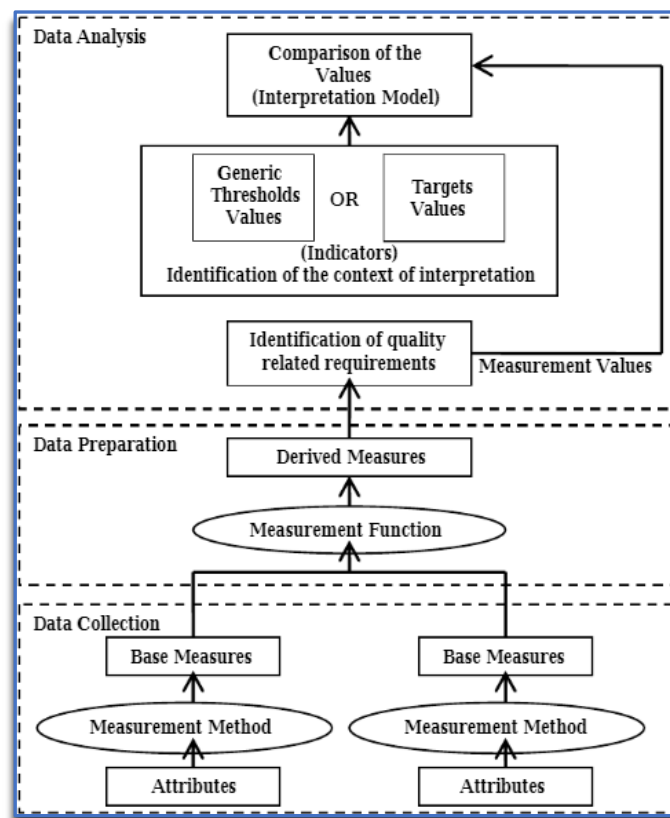 Data Analysis
Comparison of the
Values
(Interpretation Model)
Generic
Thresholds
Values
OR
Targets
Values
(Indicators)
Identification of the context of interpretation
Identification of quality
related requirements
Measurement Values
Data Preparation
Derived Measures
Measurement Function
Data Collection
Base Measures
Base Measures
Measurement Method
Measurement Method
Attributes
Attributes